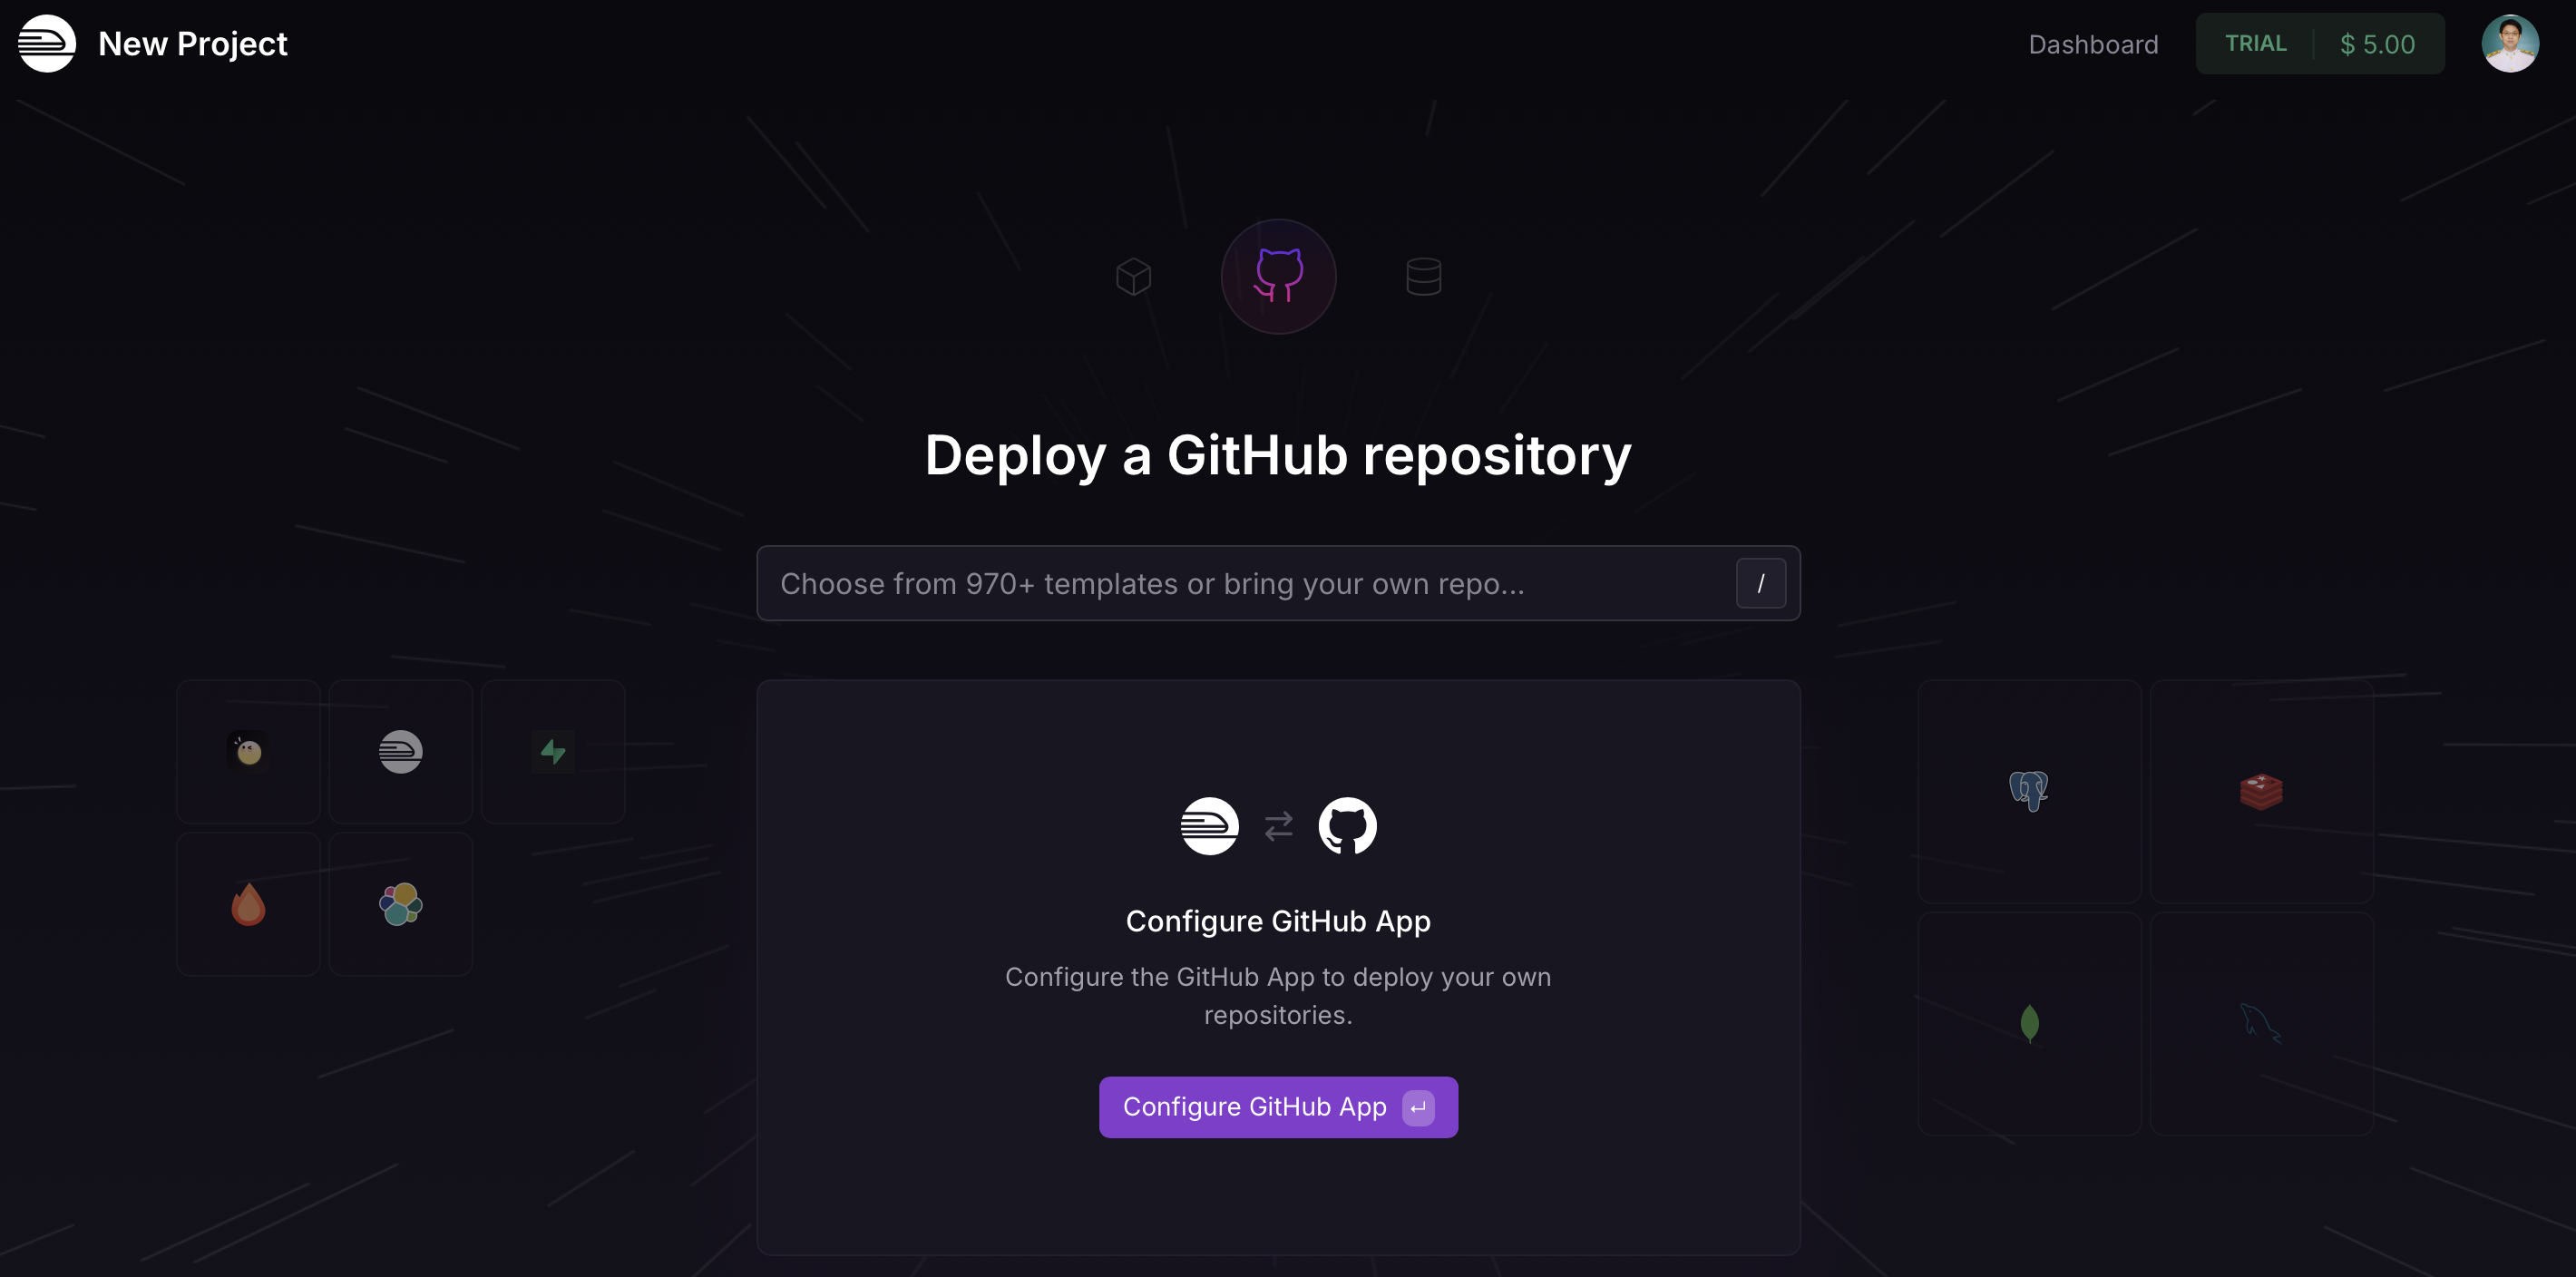 New Project
Dashboard
TRIAL
$ 5.00
Deploy a GitHub repository
Choose from 970+ templates or bring your own repo...
/
Configure GitHub App
Configure the GitHub App to deploy your own
repositories.
Configure GitHub App